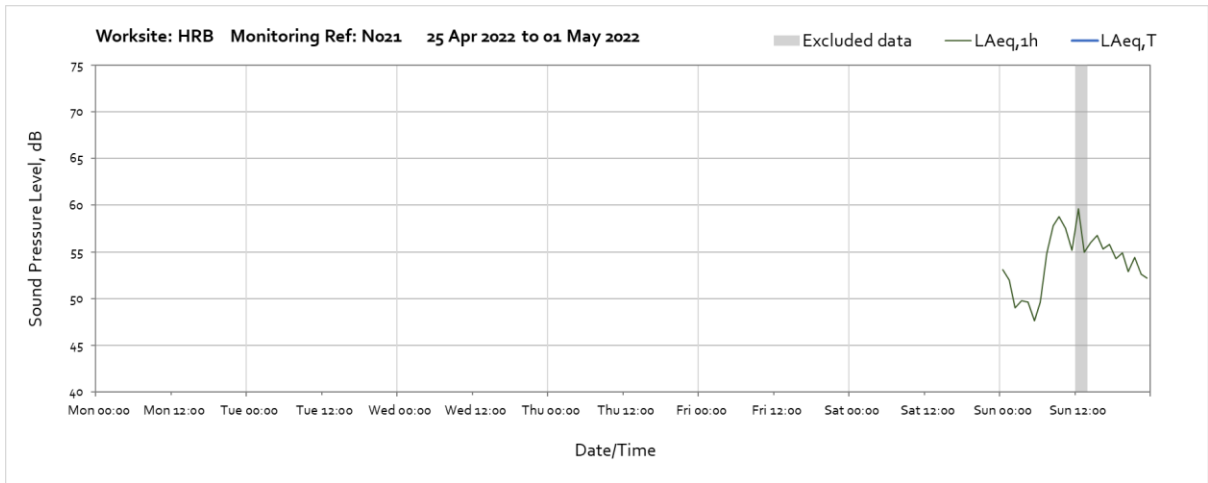 Worksite: HRB Monitoring Ref: N021 25 Apr 2022 to 01 May 2022
Excluded data LAeq,1h LAeq,T
75
70
65
60
55
50
45
40
Sound Pressure Level, dB
Mon 00:00 Mon 12:00 Tue 00:00 Tue 12:00 Wed 00:00 Wed 12:00 Thu 00:00 Thu 12:00 Fri 00:00 Fri 12:00 Sat 00:00 Sat 12:00 Sun 00:00 Sun 12:00
Date/Time